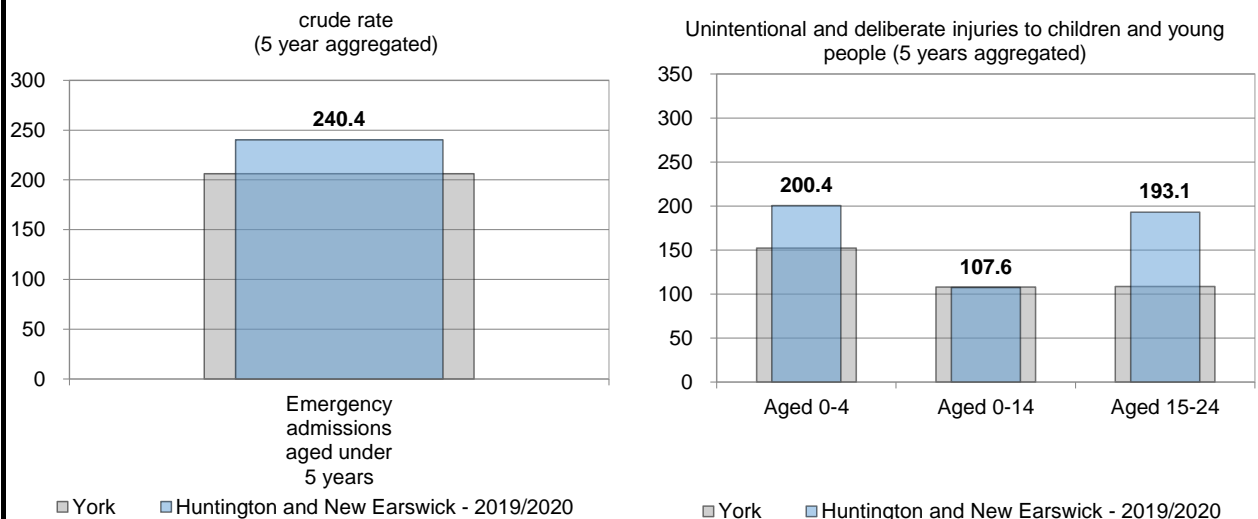 crude rate
(5 year aggregated)
300
250
200
150
100
50
0
240.4
Emergency
admissions
aged under
5 years
York
Huntington and New Earswick - 2019/2020
Unintentional and deliberate injuries to children and young
people (5 years aggregated)
350
300
250
200
150
100
50
0
200.4
107.6
193.1
Aged 0-4
Aged 0-14
Aged 15-24
York
Huntington and New Earswick - 2019/2020